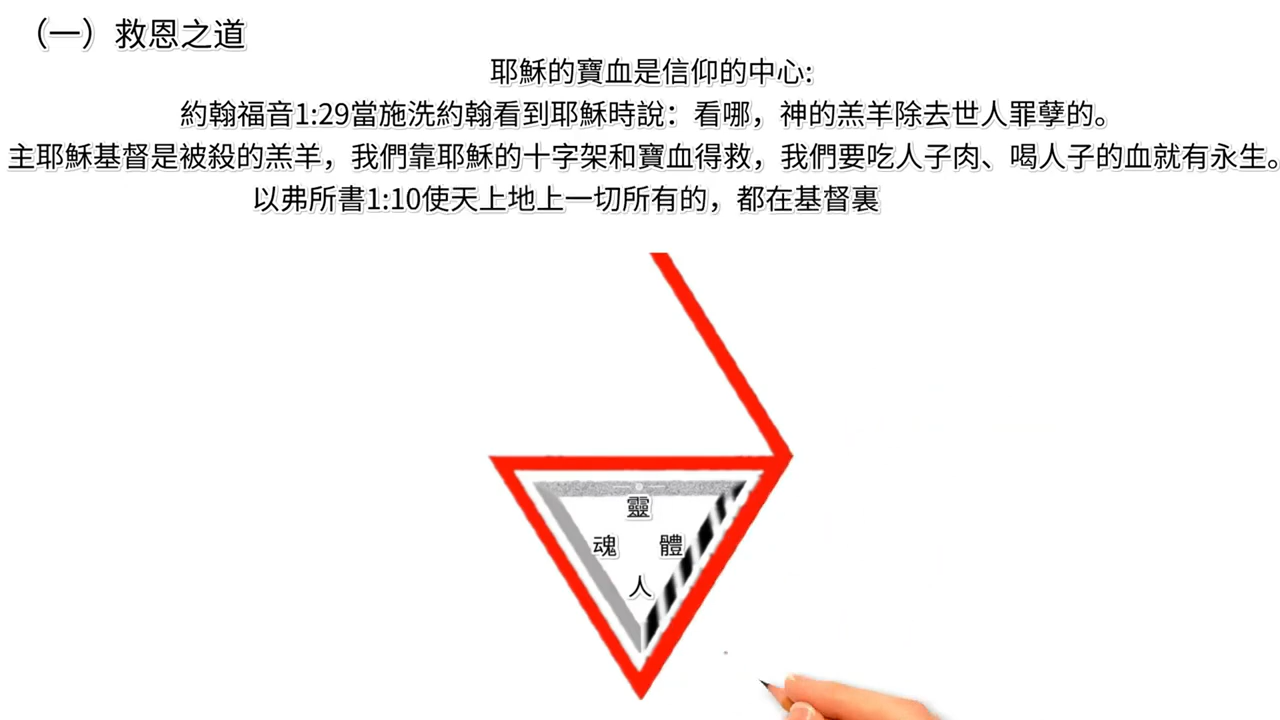 （一）救恩之道
耶穌的寶血是信仰的中心:
約翰福音1:29當施洗約翰看到耶穌時說：看哪，神的羔羊除去世人罪孽的。
主耶穌基督是被殺的羔羊，我們靠耶穌的十字架和寶血得救，我們要吃人子肉、喝人子的血就有永生。
以弗所書1:10使天上地上一切所有的，都在基督裏
靈
魂 體
人